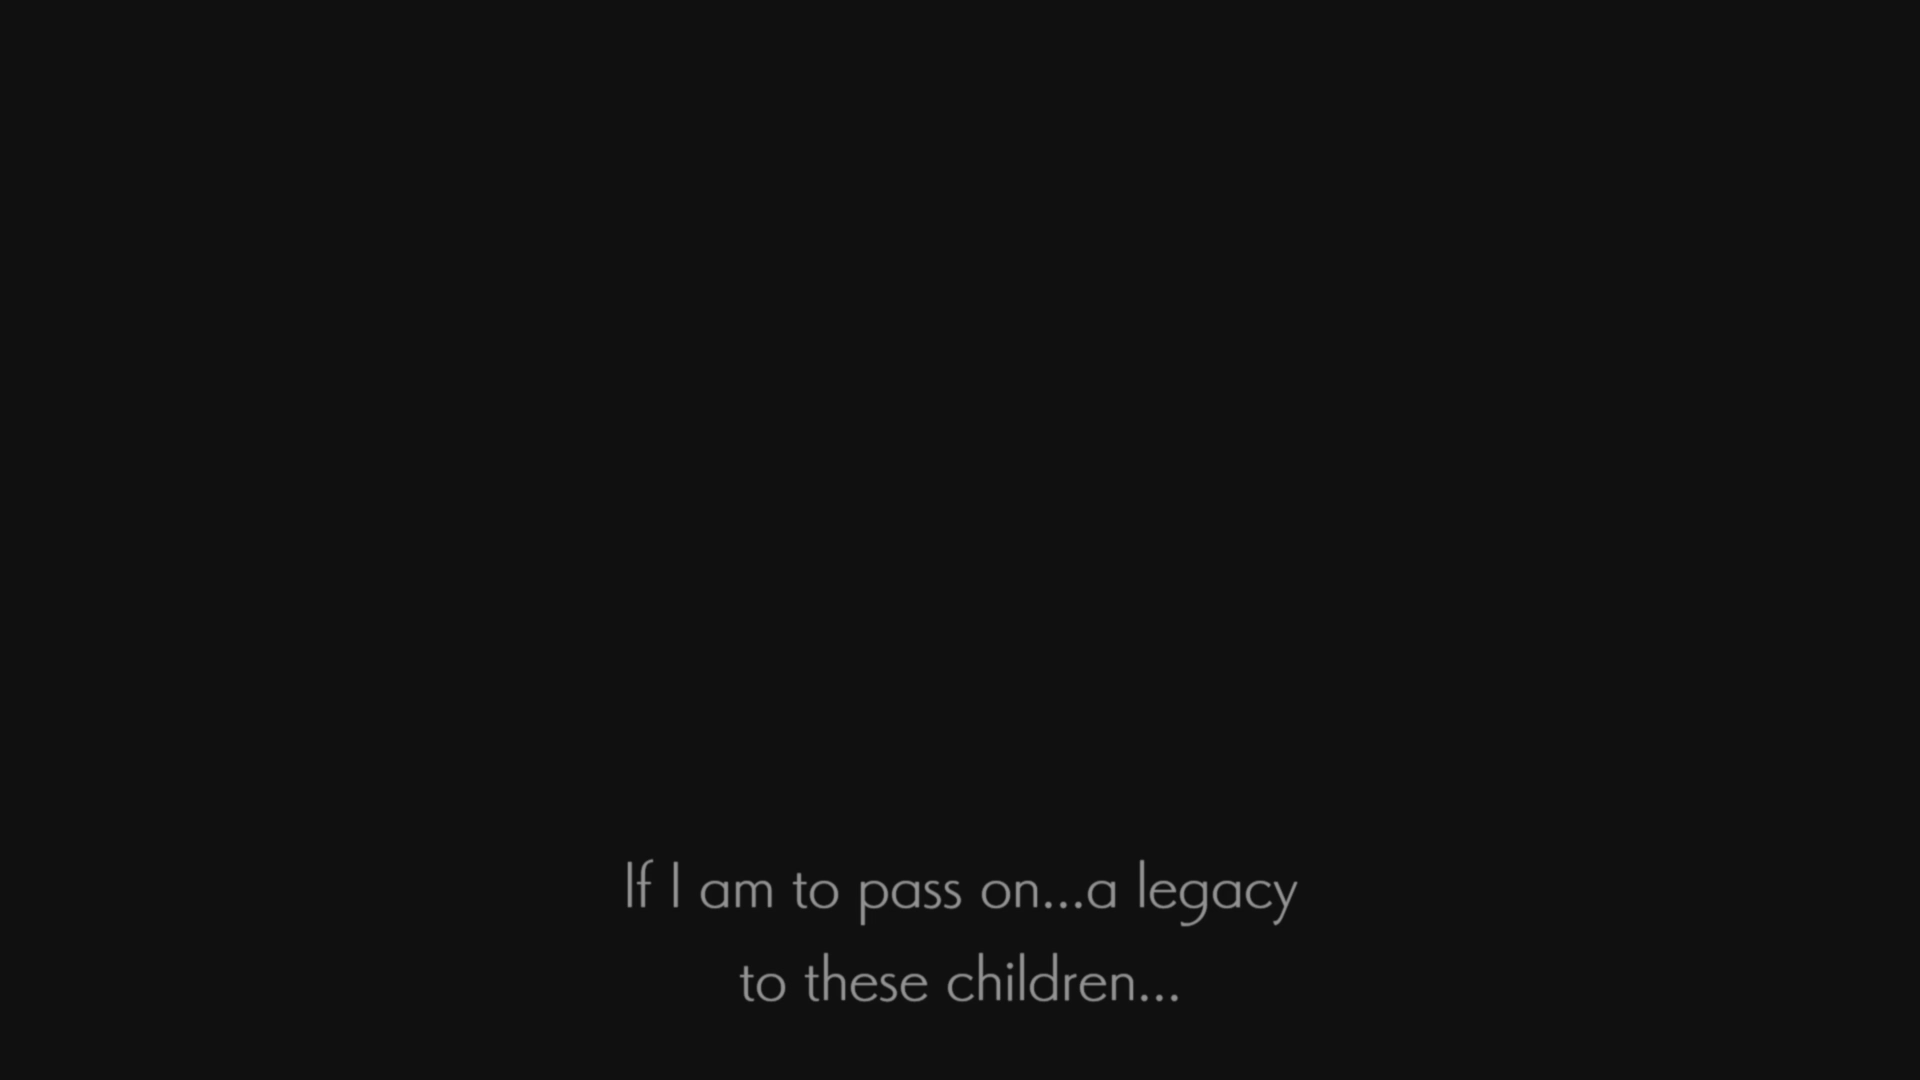 If I am to pass on...a legacy
to these children...